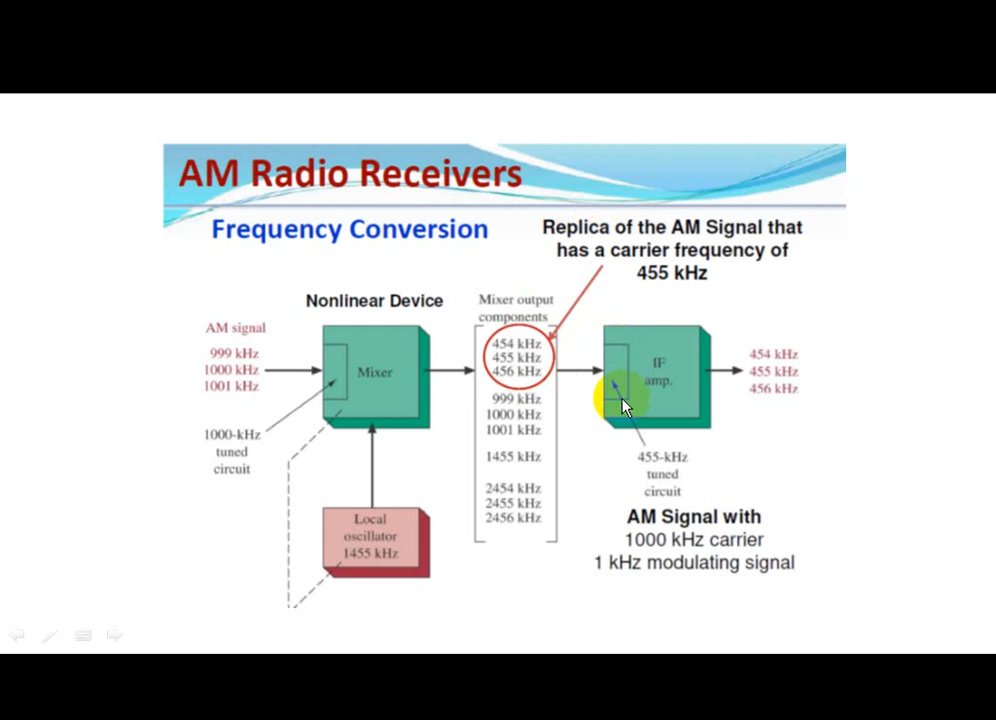 AM Radio Receivers
Frequency Conversion
Replica of the AM Signal that
has a carrier frequency of
455 kHz
Nonlinear Device
Mixer output
components
AM signal
999 kHz
1000 kHz
1001 kHz
Mixer
454 kHz
455 kHz
456 kHz
999 kHz
1000 kHz
1001 kHz
1455 kHz
2454 kHz
2455 kHz
2456 kHz
IF
amp.
454 kHz
455 kHz
456 kHz
1000-kHz
tuned
circuit
455-kHz
tuned
circuit
Local
oscillator
1455 kHz
AM Signal with
1000 kHz carrier
1 kHz modulating signal